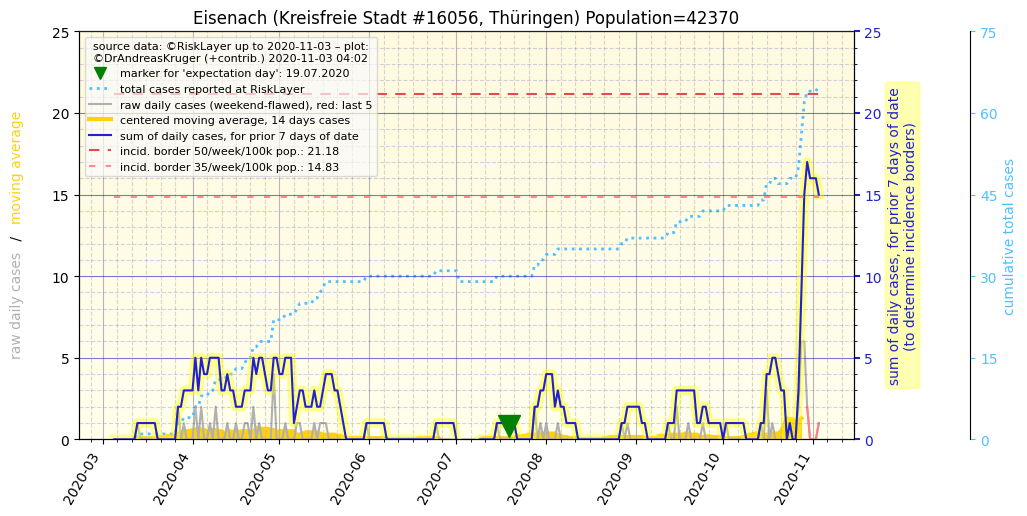 Eisenach (Kreisfreie Stadt #16056, Thüringen) Population=42370
source data: ©RiskLayer up to 2020-11-03 – plot:
©DrAndreasKruger (+contrib.) 2020-11-03 04:02
marker for 'expectation day': 19.07.2020
total cases reported at RiskLayer
raw daily cases (weekend-flawed), red: last 5
centered moving average, 14 days cases
sum of daily cases, for prior 7 days of date
incid. border 50/week/100k pop.: 21.18
incid. border 35/week/100k pop.: 14.83
raw daily cases / moving average
25
20
15
10
5
0
2020-03
2020-04
2020-05
2020-06
2020-07
2020-08
2020-09
2020-10
2020-11
25
20
15
10
5
0
sum of daily cases, for prior 7 days of date
(to determine incidence borders)
75
60
45
30
15
0
cumulative total cases